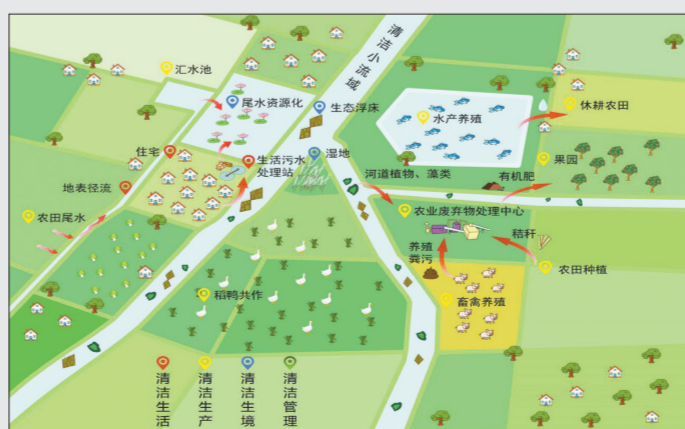 清洁小流域
汇水池
尾水资源化
生态浮床
水产养殖
休耕农田
住宅
生活污水
处理站
湿地
河道植物、藻类
有机肥
果园
地表径流
农田尾水
农业废弃物处理中心
秸秆
养殖
粪污
农田种植
稻鸭共作
畜禽养殖
清洁生活
清洁生产
清洁生境
清洁管理